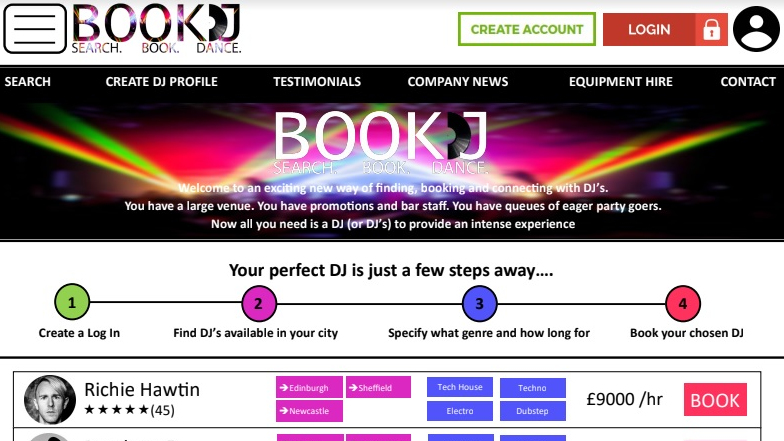 BOOKDJ
SEARCH. BOOK. DANCE.
CREATE ACCOUNT
LOGIN
SEARCH
CREATE DJ PROFILE
TESTIMONIALS
COMPANY NEWS
EQUIPMENT HIRE
CONTACT
BOOKDJ
SEARCH. BOOK. DANCE.
Welcome to an exciting new way of finding, booking and connecting with DJ's.
You have a large venue. You have promotions and bar staff. You have queues of eager party goers.
Now all you need is a DJ (or DJ's) to provide an intense experience
Your perfect DJ is just a few steps away....
1
2
3
4
Create a Log In
Find DJ's available in your city
Specify what genre and how long for
Book your chosen DJ
Richie Hawtin
★★★★★(45)
➔Edinburgh
➔Sheffield
➔Newcastle
Tech House
Techno
Electro
Dubstep
£9000 /hr
BOOK